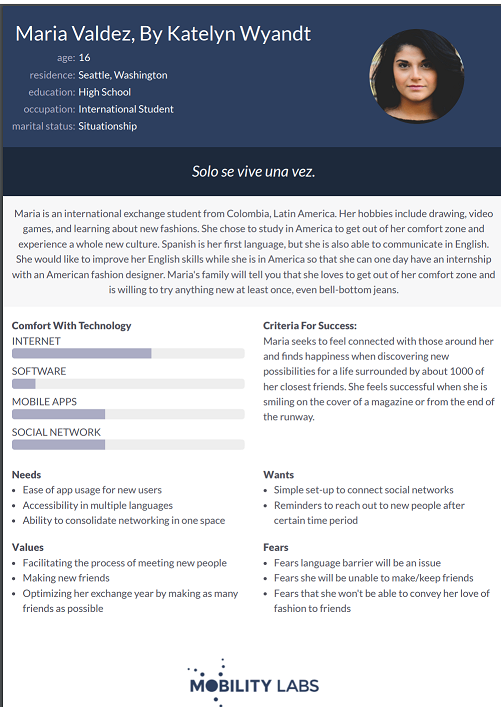 Maria Valdez, By Katelyn Wyandt
age: 16
residence: Seattle, Washington
education: High School
occupation: International Student
marital status: Situationship
Solo se vive una vez.
Maria is an international exchange student from Colombia, Latin America. Her hobbies include drawing, video
games, and learning about new fashions. She chose to study in America to get out of her comfort zone and
experience a whole new culture. Spanish is her first language, but she is also able to communicate in English.
She would like to improve her English skills while she is in America so that she can one day have an internship
with an American fashion designer. Maria's family will tell you that she loves to get out of her comfort zone and
is willing to try anything new at least once, even bell-bottom jeans.
Comfort With Technology
INTERNET
SOFTWARE
MOBILE APPS
SOCIAL NETWORK
Criteria For Success:
Maria seeks to feel connected with those around her
and finds happiness when discovering new
possibilities for a life surrounded by about 1000 of
her closest friends. She feels successful when she is
smiling on the cover of a magazine or from the end of
the runway.
Needs
• Ease of app usage for new users
• Accessibility in multiple languages
• Ability to consolidate networking in one space
Wants
• Simple set-up to connect social networks
• Reminders to reach out to new people after
certain time period
Values
• Facilitating the process of meeting new people
• Making new friends
• Optimizing her exchange year by making as many
friends as possible
Fears
• Fears language barrier will be an issue
• Fears she will be unable to make/keep friends
• Fears that she won't be able to convey her love of
fashion to friends
MOBILITY LABS